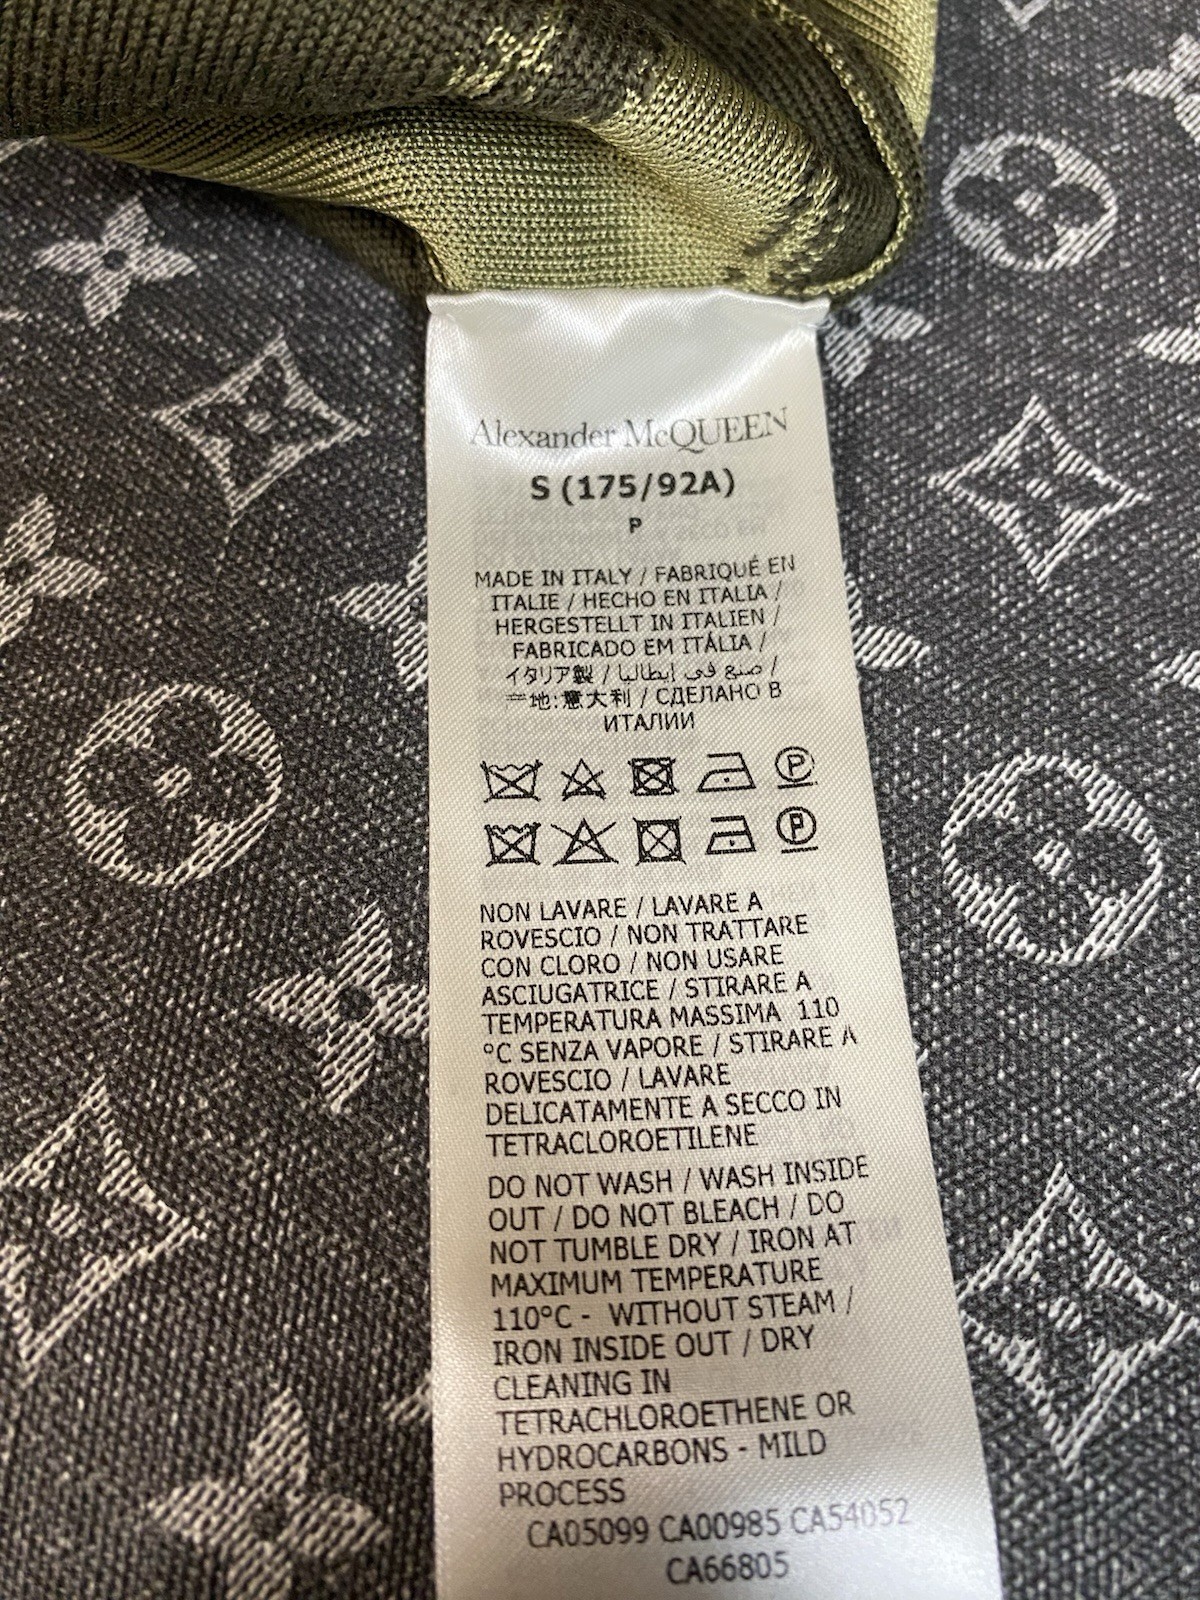 Alexander McQUEEN
S (175/92A)
P
MADE IN ITALY / FABRIQUÉ EN
ITALIE / HECHO EN ITALIA /
HERGESTELLT IN ITALIEN /
FABRICADO EM ITÁLIA /
イタリア製 / صنع في إيطاليا /
地:意大利 / СДЕЛАНО В
ИТАЛИИ
P
P
NON LAVARE / LAVARE A
ROVESCIO / NON TRATTARE
CON CLORO / NON USARE
ASCIUGATRICE / STIRARE A
TEMPERATURA MASSIMA 110
°C SENZA VAPORE / STIRARE A
ROVESCIO / LAVARE
DELICATAMENTE A SECCO IN
TETRACLOROETILENE
DO NOT WASH / WASH INSIDE
OUT / DO NOT BLEACH / DO
NOT TUMBLE DRY / IRON AT
MAXIMUM TEMPERATURE
110°C - WITHOUT STEAM /
IRON INSIDE OUT / DRY
CLEANING IN
TETRACHLOROETHENE OR
HYDROCARBONS - MILD
PROCESS
CA05099 CA00985 CA54052
CA66805